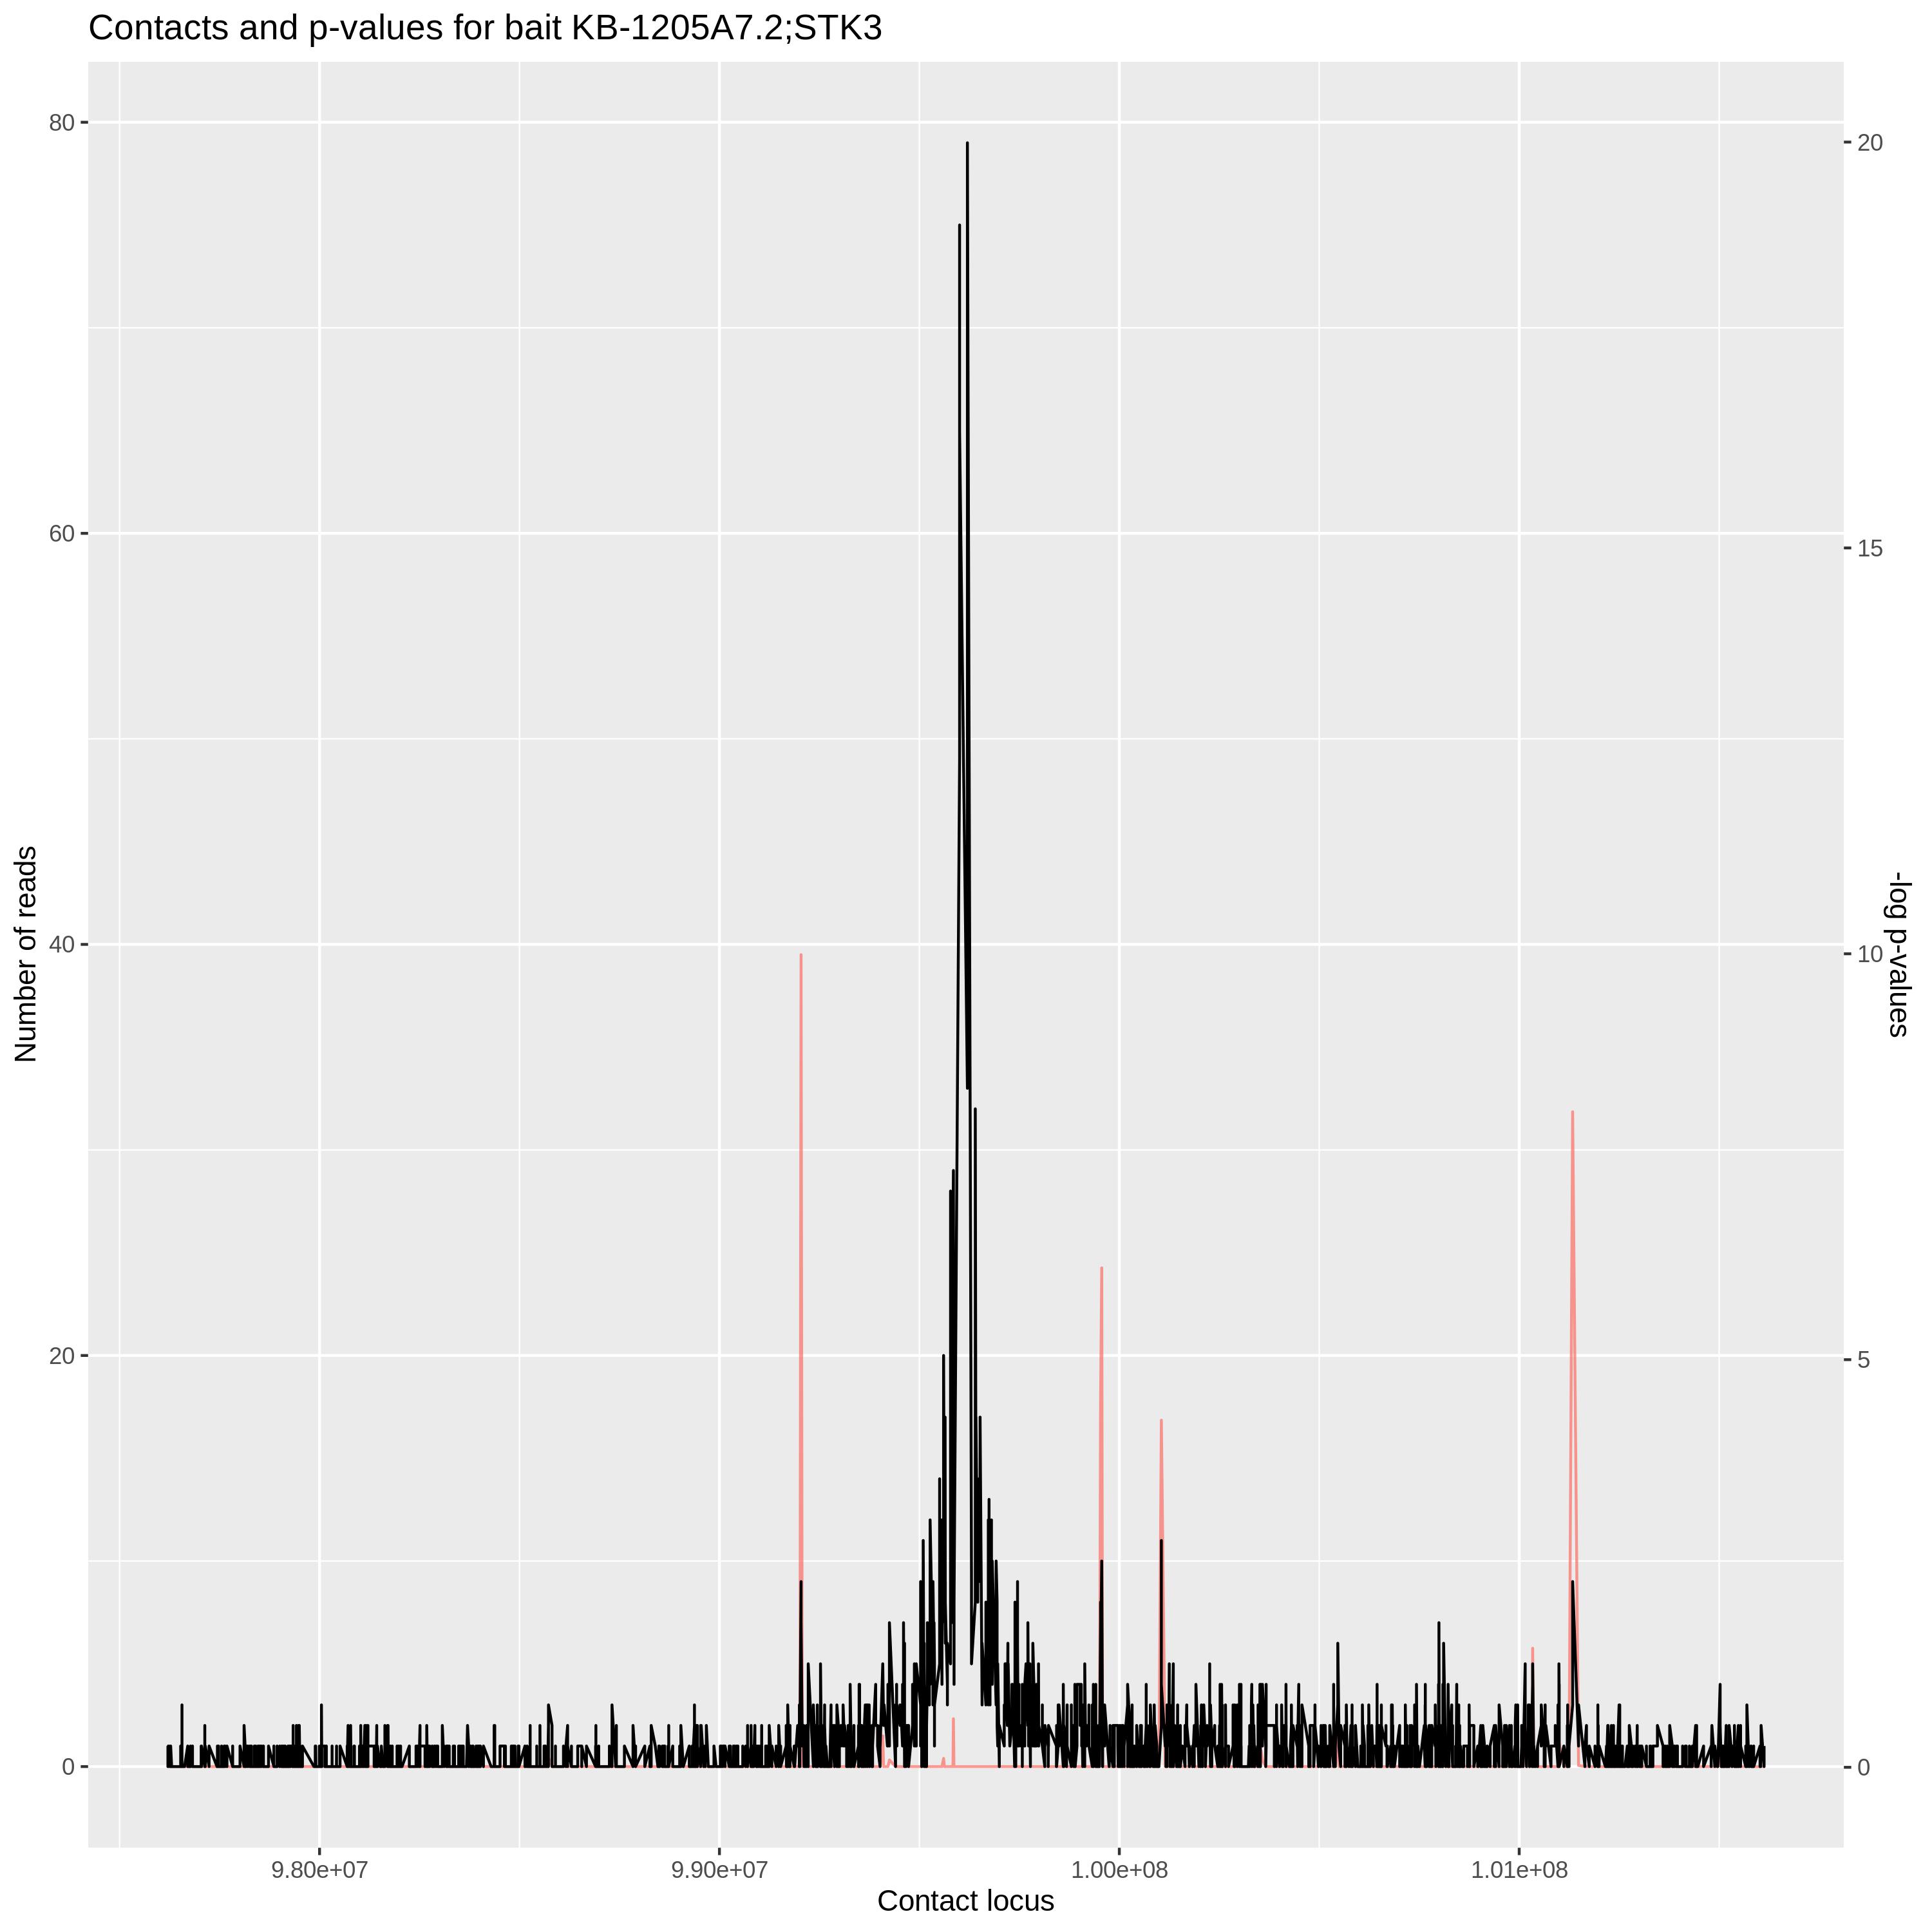 Contacts and p-values for bait KB-1205A7.2;STK3
80
60
40
20
0
Number of reads
20
15
10
5
0
-log p-values
9.80e+07
9.90e+07
1.00e+08
1.01e+08
Contact locus